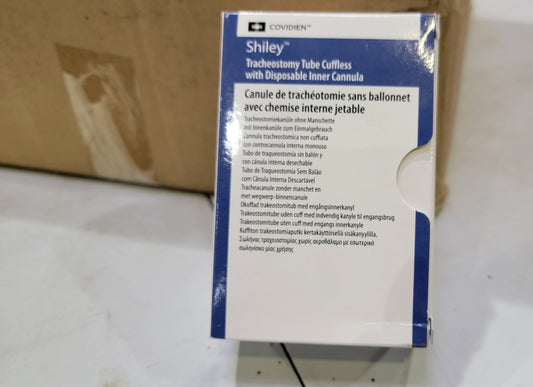 COVIDIEN™
Shiley™
Tracheostomy Tube Cuffless
with Disposable Inner Cannula
Canule de trachéotomie sans ballonnet
avec chemise interne jetable
Tracheostomiekanüle ohne Manschette
mit Innenkanüle zum Einmalgebrauch
Cannula tracheostomica non cuffiata
con controcannula interna monouso
Tubo de traqueostomía sin balón y
con cánula interna desechable
Tubo de Traqueostomia Sem Balão
com Cânula Interna Descartável
Tracheacanule zonder manchet en
met wegwerp-binnencanule
Okuffad trakeostomitub med engångsinnerkanyl
Trakeostomitube uden cuff med indvendig kanyle til engangsbrug
Trakeostomitube uten cuff med engangs innerkanyle
Kuffiton trakeostomiaputki kertakäyttöisellä sisäkanyylilla,
Σωλήνας τραχειοστομίας χωρίς αεροθάλαμο με εσωτερικό
σωληνίσκο μίας χρήσης